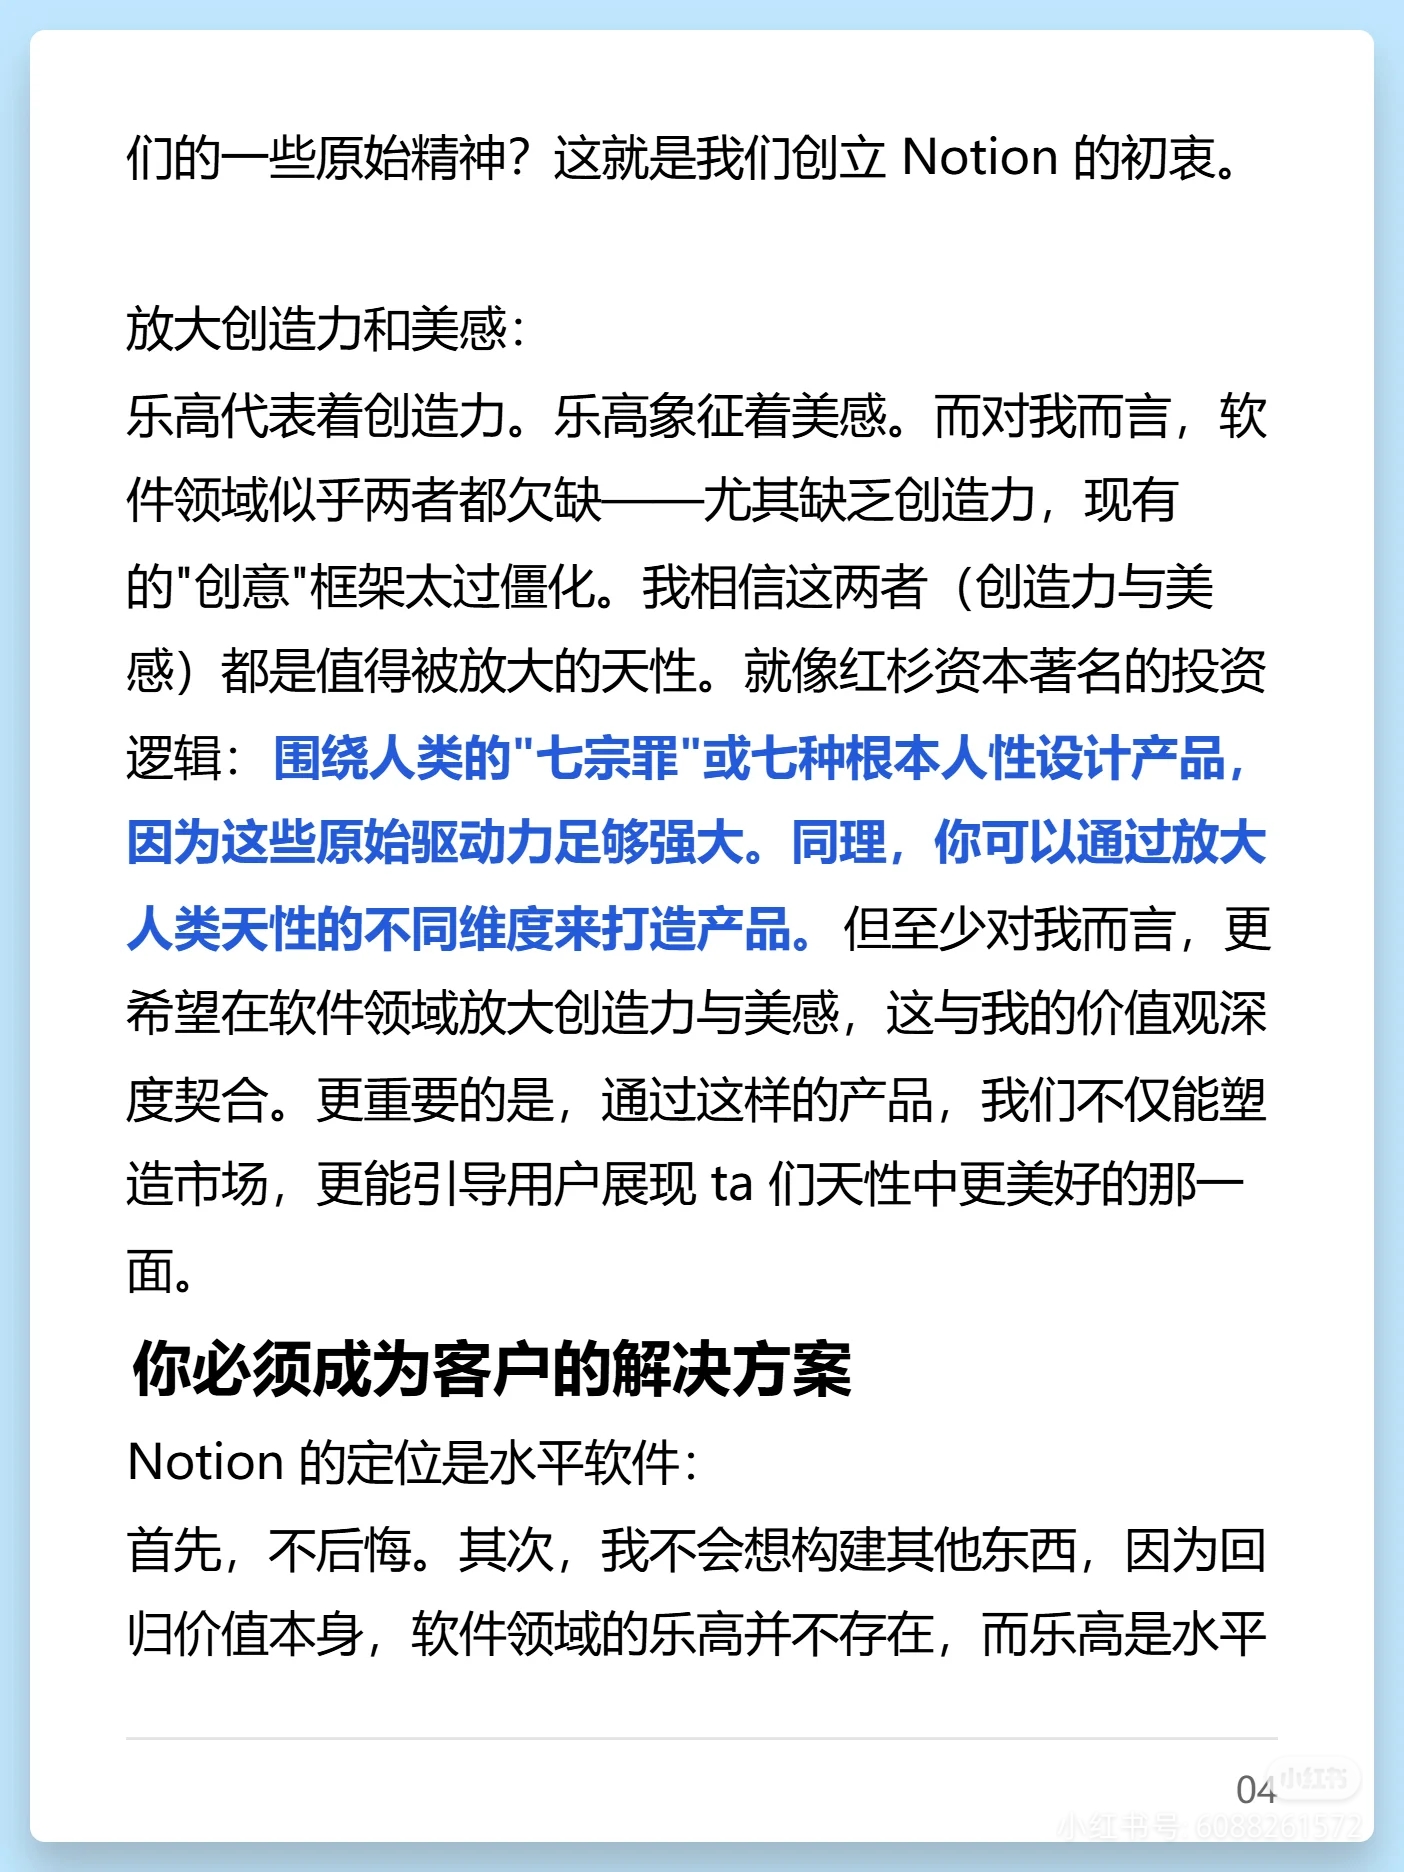 们的一些原始精神？这就是我们创立 Notion 的初衷。
放大创造力和美感：
乐高代表着创造力。乐高象征着美感。而对我而言，软
件领域似乎两者都欠缺——尤其缺乏创造力，现有
的"创意"框架太过僵化。我相信这两者（创造力与美
感）都是值得被放大的天性。就像红杉资本著名的投资
逻辑：围绕人类的"七宗罪"或七种根本人性设计产品，
因为这些原始驱动力足够强大。同理，你可以通过放大
人类天性的不同维度来打造产品。但至少对我而言，更
希望在软件领域放大创造力与美感，这与我的价值观深
度契合。更重要的是，通过这样的产品，我们不仅能塑
造市场，更能引导用户展现 ta 们天性中更美好的那一
面。
你必须成为客户的解决方案
Notion 的定位是水平软件：
首先，不后悔。其次，我不会想构建其他东西，因为回
归价值本身，软件领域的乐高并不存在，而乐高是水平
04
小红书
小红书号 6088261572